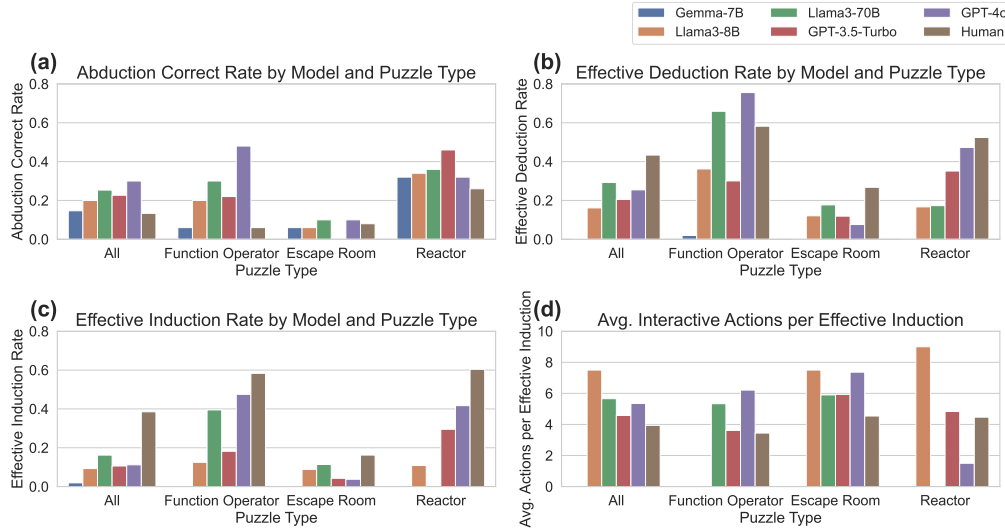 Gemma-7B Llama3-70B GPT-4o
Llama3-8B GPT-3.5-Turbo Human
(a)
Abduction Correct Rate by Model and Puzzle Type
Abduction Correct Rate
0.8
0.6
0.4
0.2
0.0
All Function Operator Escape Room Reactor
Puzzle Type
(b)
Effective Deduction Rate by Model and Puzzle Type
Effective Deduction Rate
0.8
0.6
0.4
0.2
0.0
All Function Operator Escape Room Reactor
Puzzle Type
(c)
Effective Induction Rate by Model and Puzzle Type
Effective Induction Rate
0.8
0.6
0.4
0.2
0.0
All Function Operator Escape Room Reactor
Puzzle Type
(d)
Avg. Interactive Actions per Effective Induction
Avg. Actions per Effective Induction
10
8
6
4
2
0
All Function Operator Escape Room Reactor
Puzzle Type